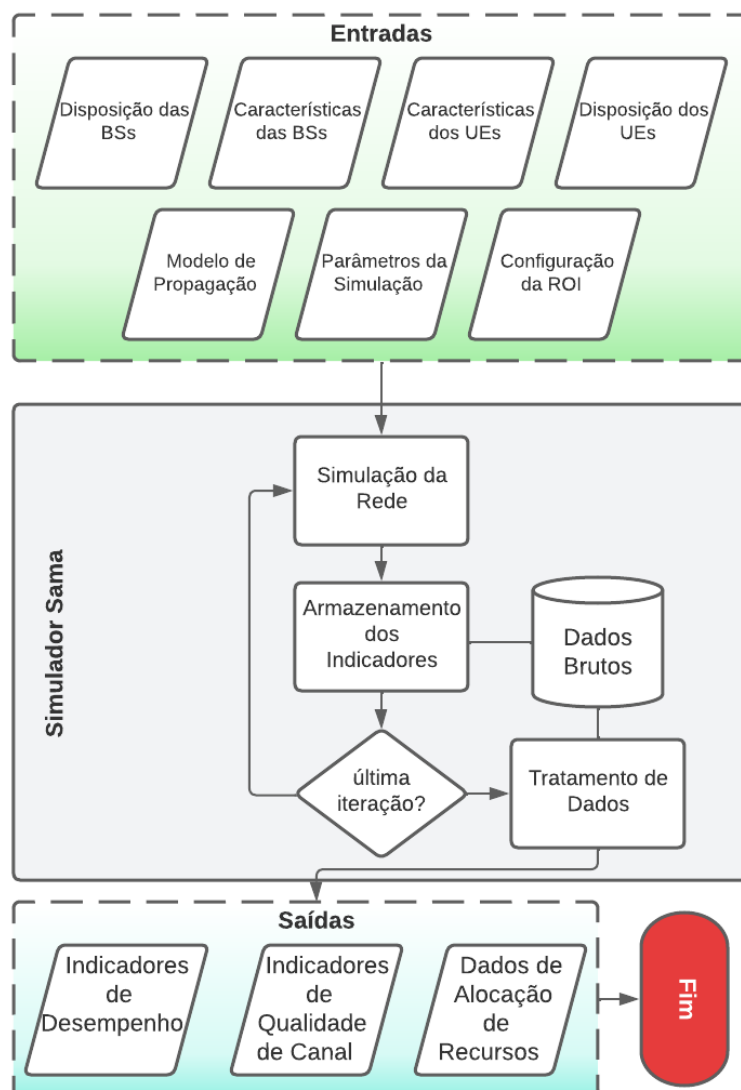 Entradas
Disposição das
BSs
Características
das BSs
Características
dos UEs
Disposição dos
UEs
Modelo de
Propagação
Parâmetros da
Simulação
Configuração
da ROI
Simulador Sama
Simulação da
Rede
Armazenamento
dos
Indicadores
Dados
Brutos
última
iteração?
Tratamento de
Dados
Saídas
Indicadores
de
Desempenho
Indicadores
de
Qualidade
de Canal
Dados de
Alocação
de
Recursos
Fim